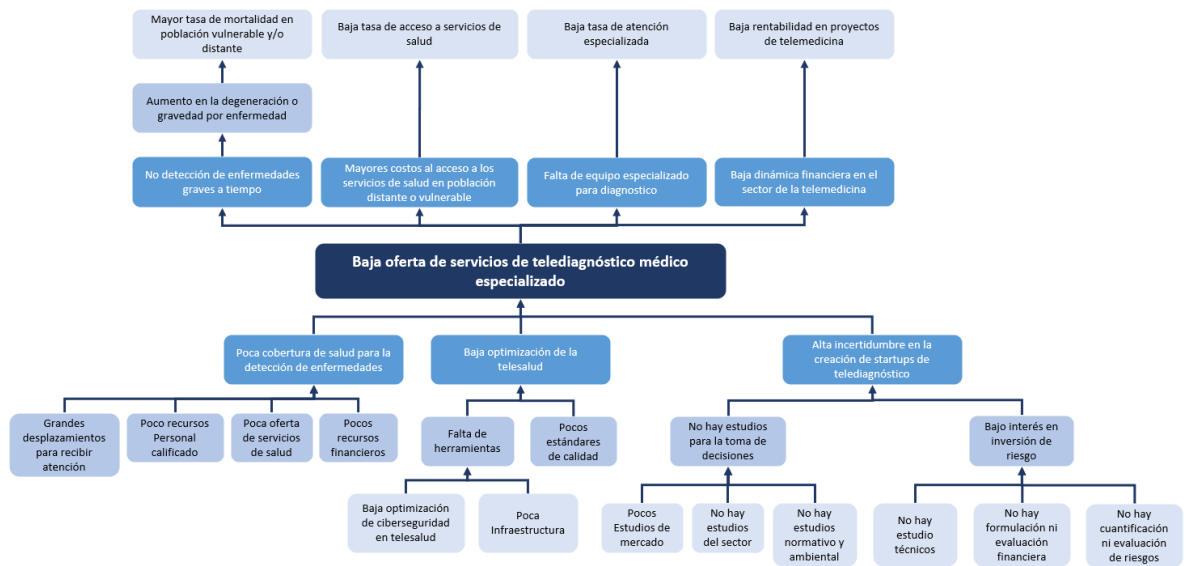 Mayor tasa de mortalidad en
población vulnerable y/o
distante
Baja tasa de acceso a servicios de
salud
Baja tasa de atención
especializada
Baja rentabilidad en proyectos
de telemedicina
Aumento en la degeneración o
gravedad por enfermedad
No detección de enfermedades
graves a tiempo
Mayores costos al acceso a los
servicios de salud en población
distante o vulnerable
Falta de equipo especializado
para diagnostico
Baja dinámica financiera en el
sector de la telemedicina
Baja oferta de servicios de telediagnóstico médico
especializado
Poca cobertura de salud para la
detección de enfermedades
Baja optimización de la
telesalud
Alta incertidumbre en la
creación de startups de
telediagnóstico
Grandes
desplazamientos
para recibir
atención
Poco recursos
Personal
calificado
Poca oferta
de servicios
de salud
Pocos
recursos
financieros
Falta de
herramientas
Pocos
estándares
de calidad
No hay estudios
para la toma de
decisiones
Bajo interés en
inversión de
riesgo
Baja optimización
de ciberseguridad
en telesalud
Poca
Infraestructura
Pocos
Estudios de
mercado
No hay
estudios
del sector
No hay
estudios
normativo y
ambiental
No hay
estudio
técnicos
No hay
formulación ni
evaluación
financiera
No hay
cuantificación
ni evaluación
de riesgos